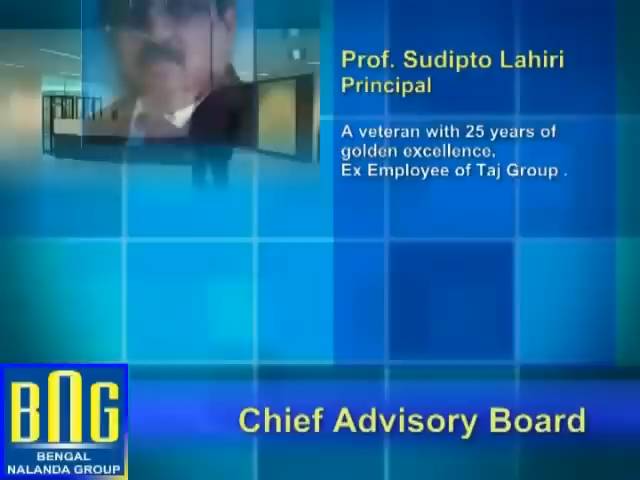 Prof. Sudipto Lahiri
Principal
A veteran with 25 years of
golden excellence.
Ex Employee of Taj Group .
Chief Advisory Board
BNG
BENGAL
NALANDA GROUP